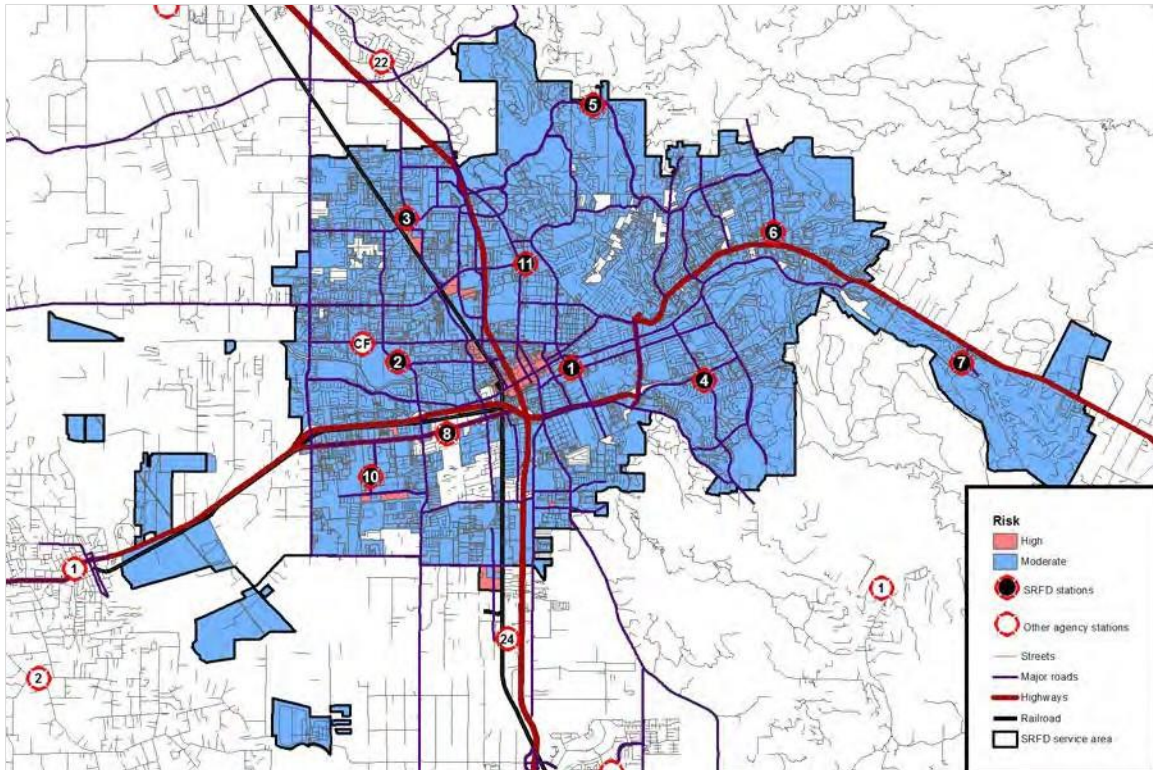 22
5
3
6
11
CF
2
1
7
4
8
10
1
24
1
2
Risk
High
Moderate
SRFD stations
Other agency stations
Streets
Major roads
Highways
Railroad
SRFD service area